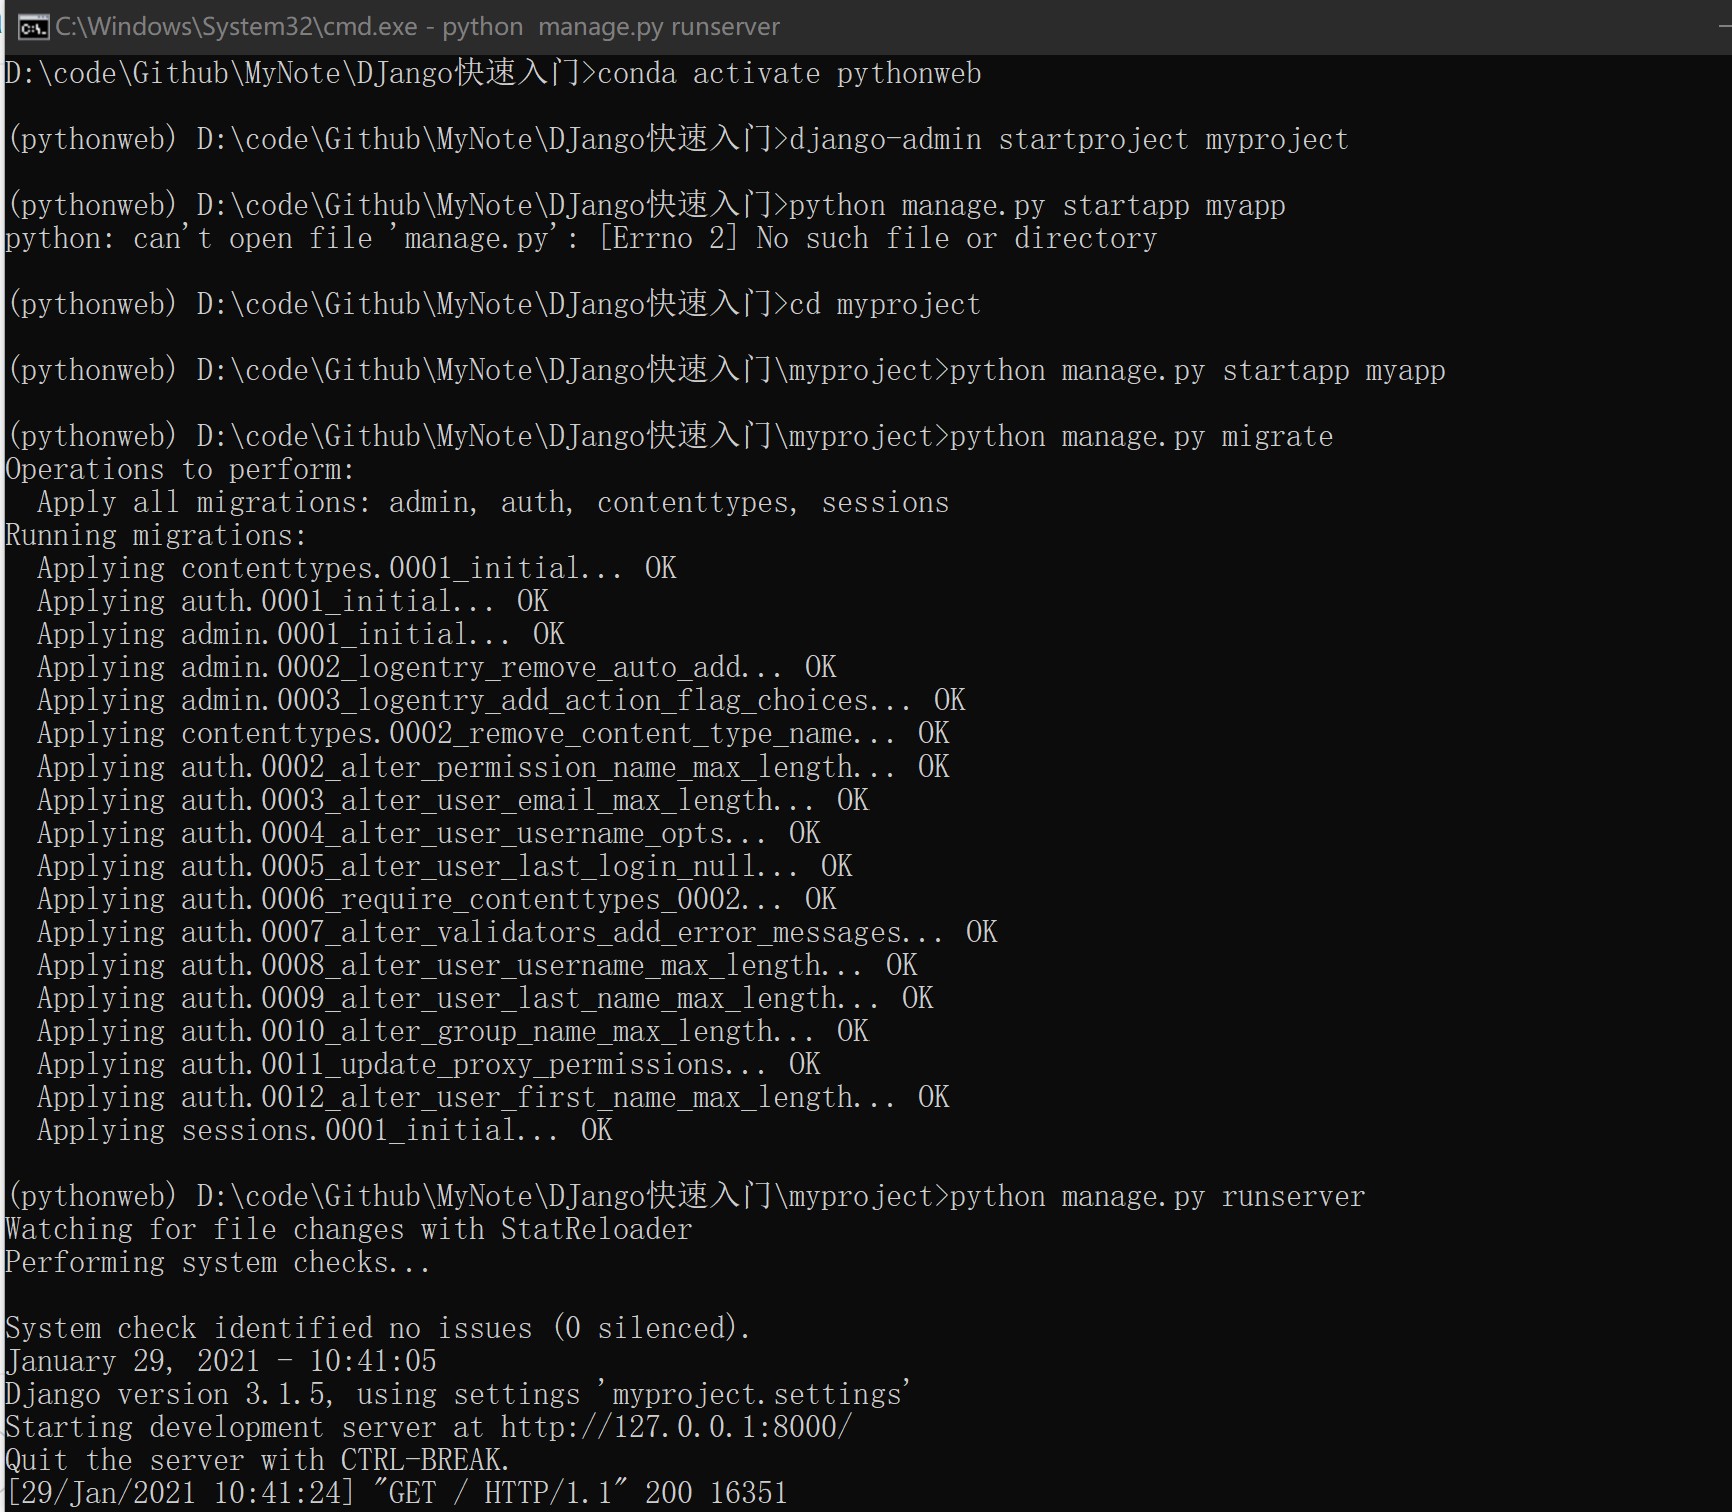 C:\Windows\System32\cmd.exe - python  manage.py runserver
D:\code\Github\MyNote\DJango快速入门>conda activate pythonweb
(pythonweb) D:\code\Github\MyNote\DJango快速入门>django-admin startproject myproject
(pythonweb) D:\code\Github\MyNote\DJango快速入门>python manage.py startapp myapp
python: can't open file 'manage.py': [Errno 2] No such file or directory
(pythonweb) D:\code\Github\MyNote\DJango快速入门>cd myproject
(pythonweb) D:\code\Github\MyNote\DJango快速入门\myproject>python manage.py startapp myapp
(pythonweb) D:\code\Github\MyNote\DJango快速入门\myproject>python manage.py migrate
Operations to perform:
  Apply all migrations: admin, auth, contenttypes, sessions
Running migrations:
  Applying contenttypes.0001_initial... OK
  Applying auth.0001_initial... OK
  Applying admin.0001_initial... OK
  Applying admin.0002_logentry_remove_auto_add... OK
  Applying admin.0003_logentry_add_action_flag_choices... OK
  Applying contenttypes.0002_remove_content_type_name... OK
  Applying auth.0002_alter_permission_name_max_length... OK
  Applying auth.0003_alter_user_email_max_length... OK
  Applying auth.0004_alter_user_username_opts... OK
  Applying auth.0005_alter_user_last_login_null... OK
  Applying auth.0006_require_contenttypes_0002... OK
  Applying auth.0007_alter_validators_add_error_messages... OK
  Applying auth.0008_alter_user_username_max_length... OK
  Applying auth.0009_alter_user_last_name_max_length... OK
  Applying auth.0010_alter_group_name_max_length... OK
  Applying auth.0011_update_proxy_permissions... OK
  Applying auth.0012_alter_user_first_name_max_length... OK
  Applying sessions.0001_initial... OK
(pythonweb) D:\code\Github\MyNote\DJango快速入门\myproject>python manage.py runserver
Watching for file changes with StatReloader
Performing system checks...
System check identified no issues (0 silenced).
January 29, 2021 - 10:41:05
Django version 3.1.5, using settings 'myproject.settings'
Starting development server at http://127.0.0.1:8000/
Quit the server with CTRL-BREAK.
[29/Jan/2021 10:41:24] "GET / HTTP/1.1" 200 16351